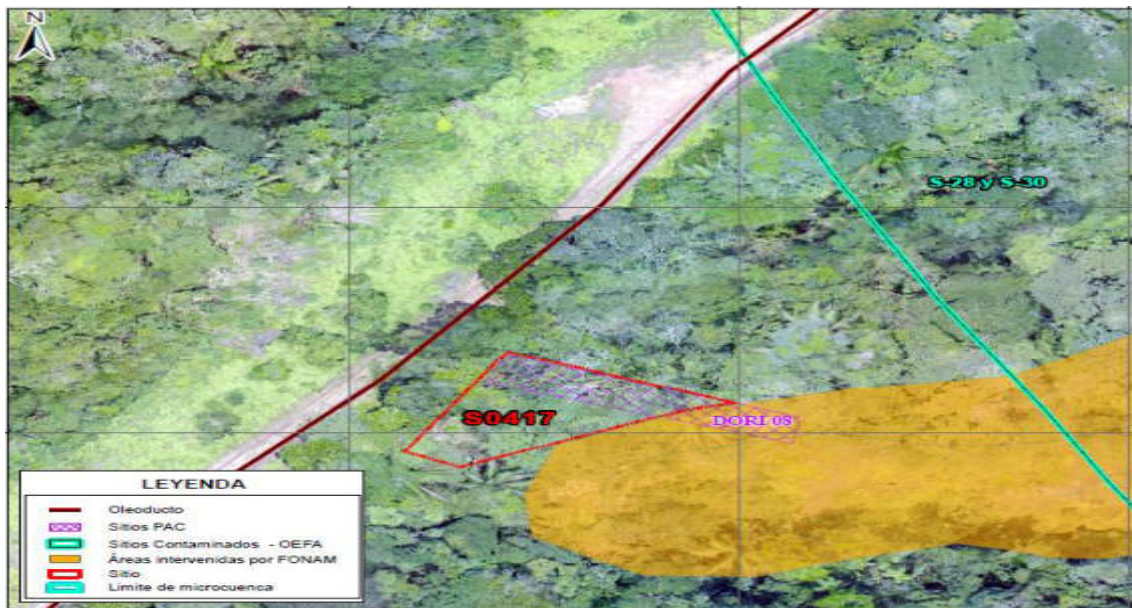 N
S-28 y S-30
S0417
DORI 08
LEYENDA
Oleoducto
Sitios PAC
Sitios Contaminados - OEFA
Áreas intervenidas por FONAM
Sitio
Límite de microcuenca